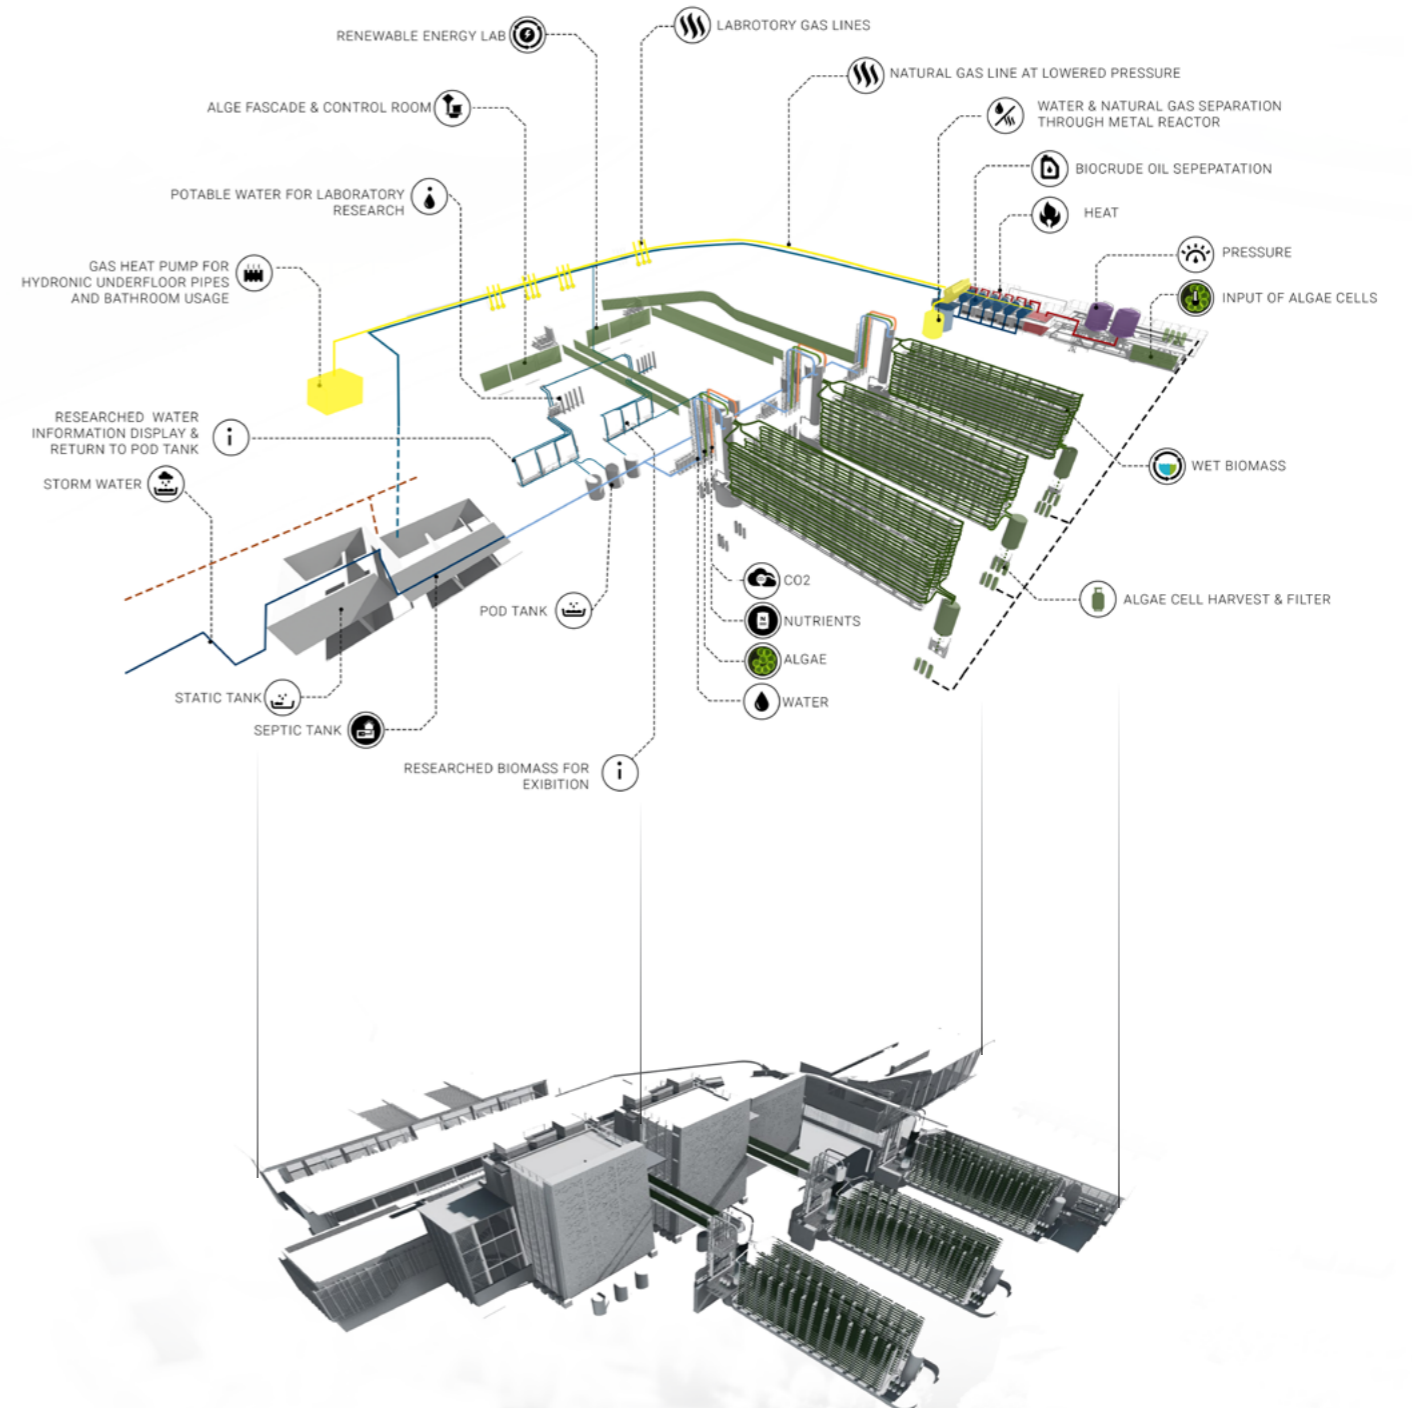 LABROTORY GAS LINES
RENEWABLE ENERGY LAB
NATURAL GAS LINE AT LOWERED PRESSURE
ALGE FASCADE & CONTROL ROOM
WATER & NATURAL GAS SEPARATION
THROUGH METAL REACTOR
BIOCRUDE OIL SEPEPATATION
POTABLE WATER FOR LABORATORY
RESEARCH
HEAT
PRESSURE
GAS HEAT PUMP FOR
HYDRONIC UNDERFLOOR PIPES
AND BATHROOM USAGE
INPUT OF ALGAE CELLS
RESEARCHED WATER
INFORMATION DISPLAY &
RETURN TO POD TANK
WET BIOMASS
STORM WATER
CO2
ALGAE CELL HARVEST & FILTER
POD TANK
NUTRIENTS
ALGAE
STATIC TANK
WATER
SEPTIC TANK
RESEARCHED BIOMASS FOR
EXIBITION